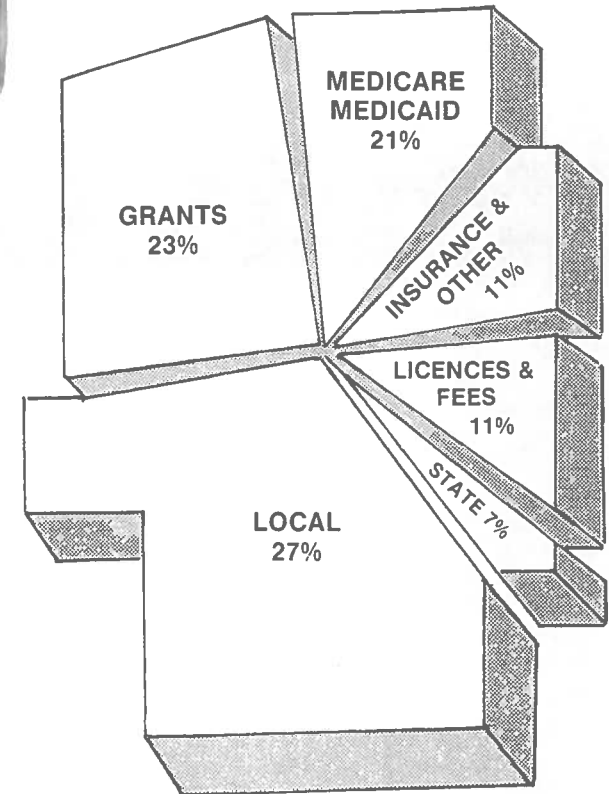 MEDICARE
MEDICAID
21%
GRANTS
23%
INSURANCE &
OTHER 11%
LICENCES &
FEES
11%
STATE 7%
LOCAL
27%